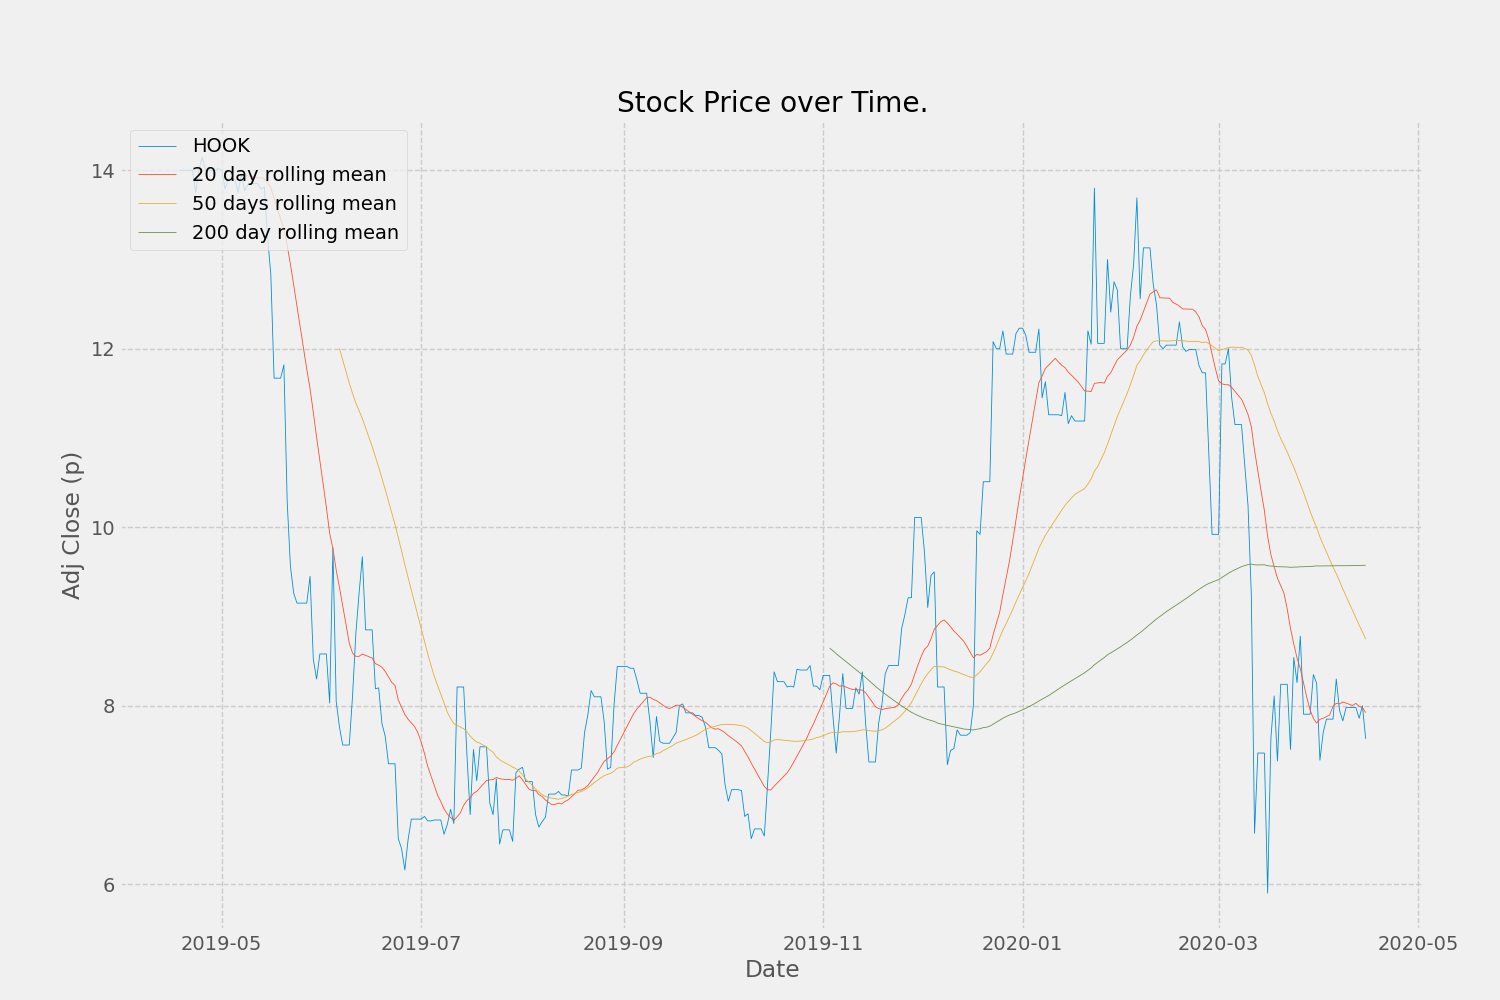 Stock Price over Time.
HOOK
20 day rolling mean
50 days rolling mean
200 day rolling mean
14
12
10
8
6
Adj Close (p)
2019-05 2019-07 2019-09 2019-11 2020-01 2020-03 2020-05
Date